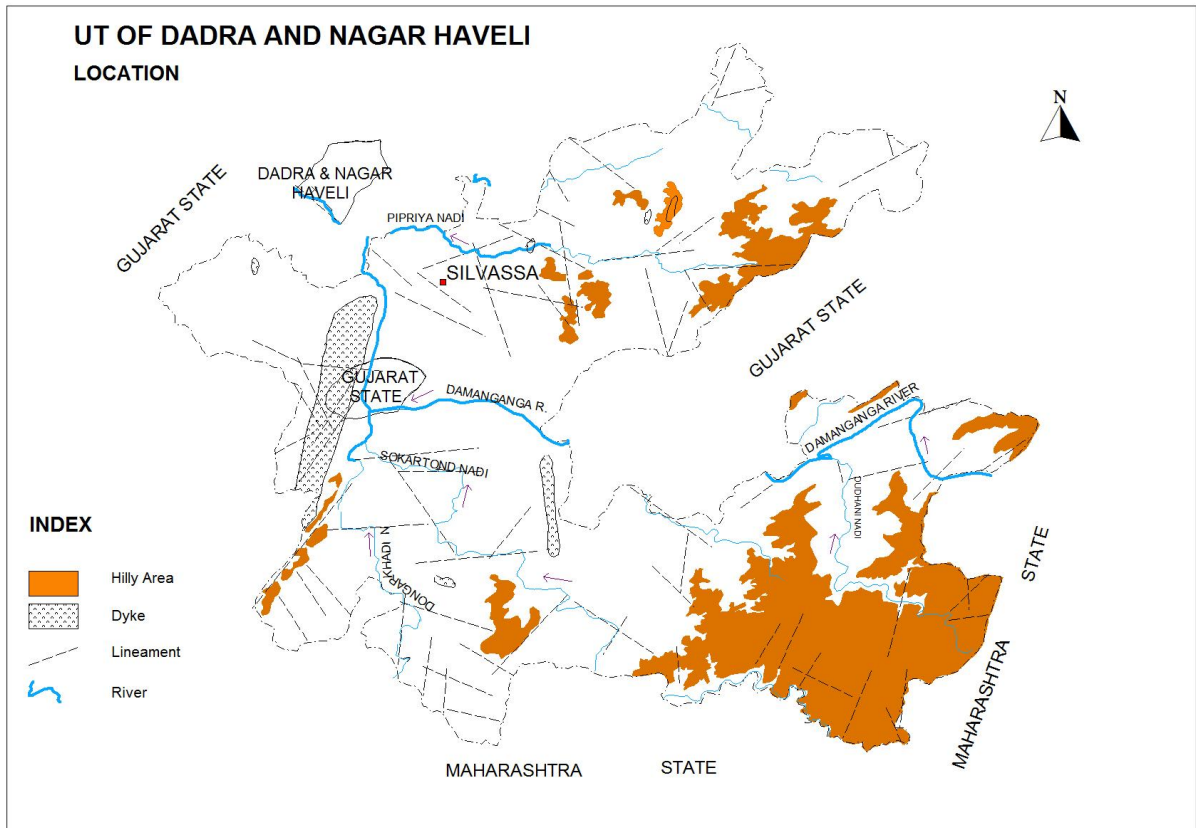 UT OF DADRA AND NAGAR HAVELI
LOCATION
N
GUJARAT STATE
DADRA & NAGAR
HAVELI
PIPRIYA NADI
SILVASSA
GUJARAT STATE
GUJARAT
STATE
DAMANGANGA R.
DAMANGANGA RIVER
SOKARTOND NADI
DUDHANI NADI
DONGARKHADI N
STATE
MAHARASHTRA
MAHARASHTRA
STATE
INDEX
Hilly Area
Dyke
Lineament
River